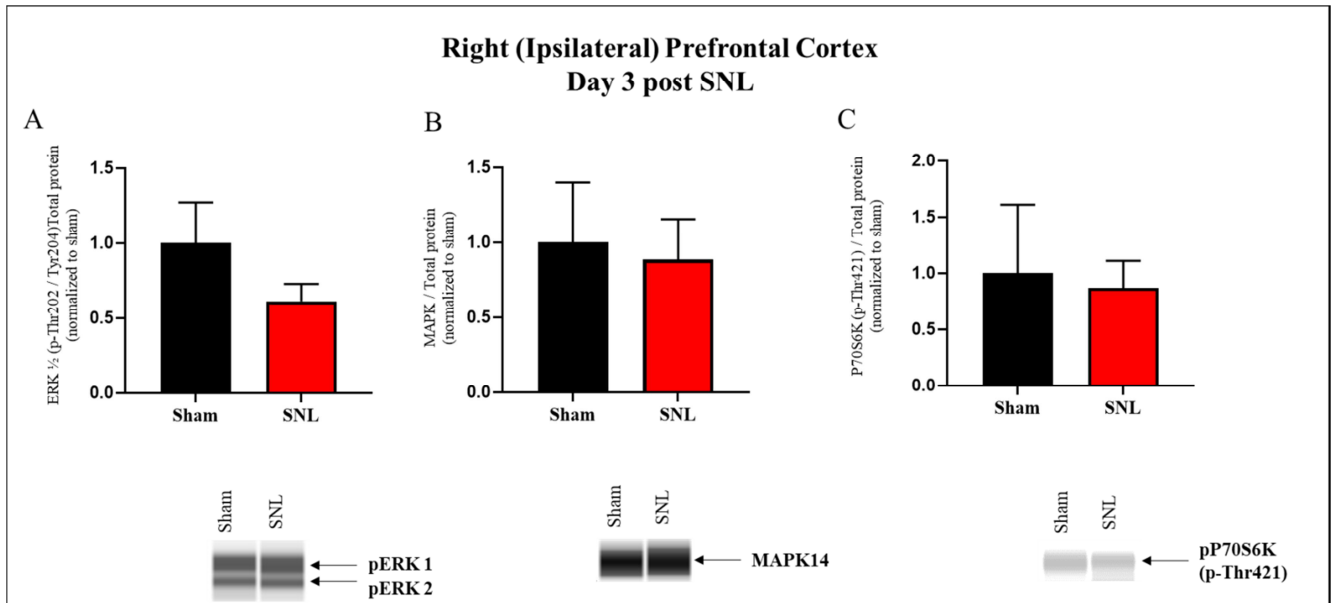 Right (Ipsilateral) Prefrontal Cortex
Day 3 post SNL
A
ERK ½ (p-Thr202 / Tyr204)Total protein
(normalized to sham)
1.5
1.0
0.5
0.0
Sham
SNL
B
MAPK / Total protein
(normalized to sham)
1.5
1.0
0.5
0.0
Sham
SNL
C
P70S6K (p-Thr421) / Total protein
(normalized to sham)
2.0
1.5
1.0
0.5
0.0
Sham
SNL
Sham
SNL
pERK 1
pERK 2
Sham
SNL
MAPK14
Sham
SNL
pP70S6K
(p-Thr421)